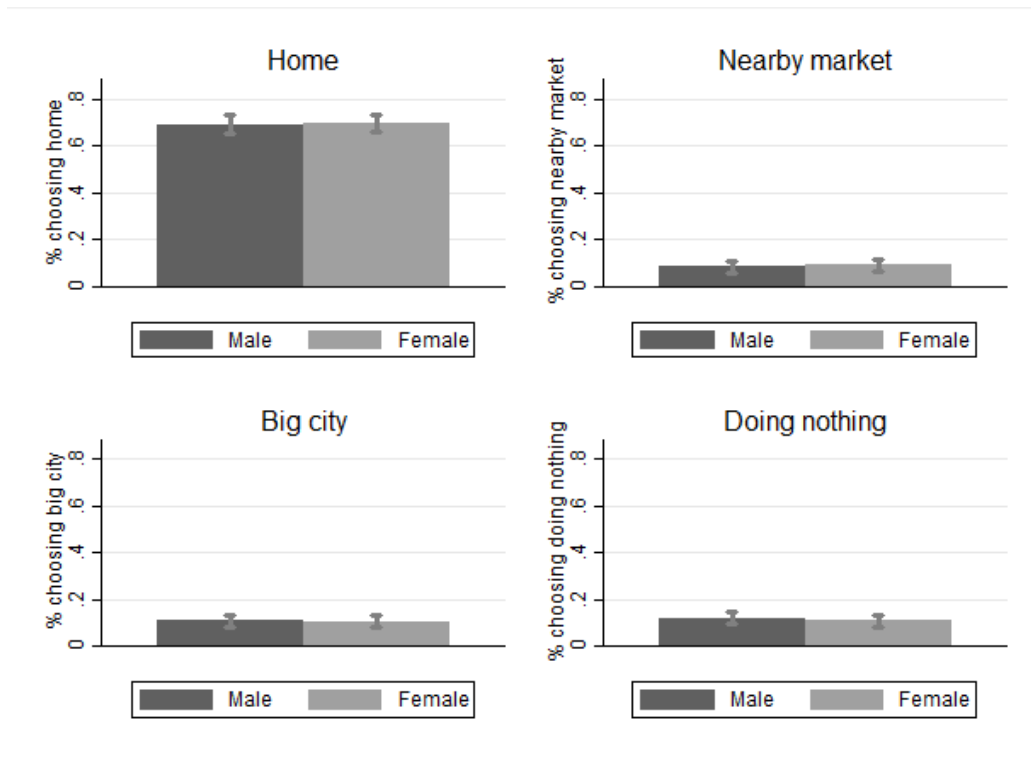 Home
% choosing home
.8
.6
.4
.2
0
Male Female
Nearby market
% choosing nearby market
.8
.6
.4
.2
0
Male Female
Big city
% choosing big city
.8
.6
.4
.2
0
Male Female
Doing nothing
% choosing doing nothing
.8
.6
.4
.2
0
Male Female